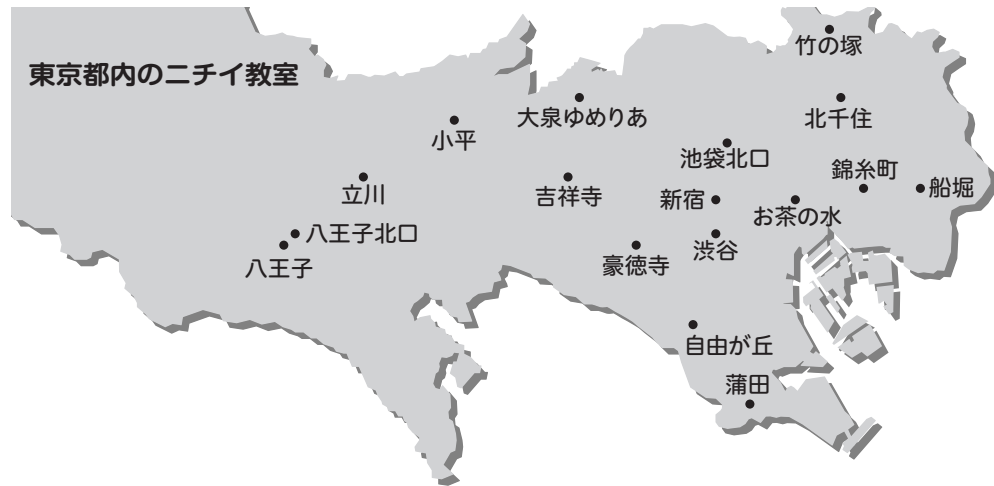 竹の塚
東京都内のニチイ教室
大泉ゆめりあ
北千住
小平
池袋北口
錦糸町
立川
吉祥寺
新宿
船堀
お茶の水
八王子北口
渋谷
八王子
豪徳寺
自由が丘
蒲田